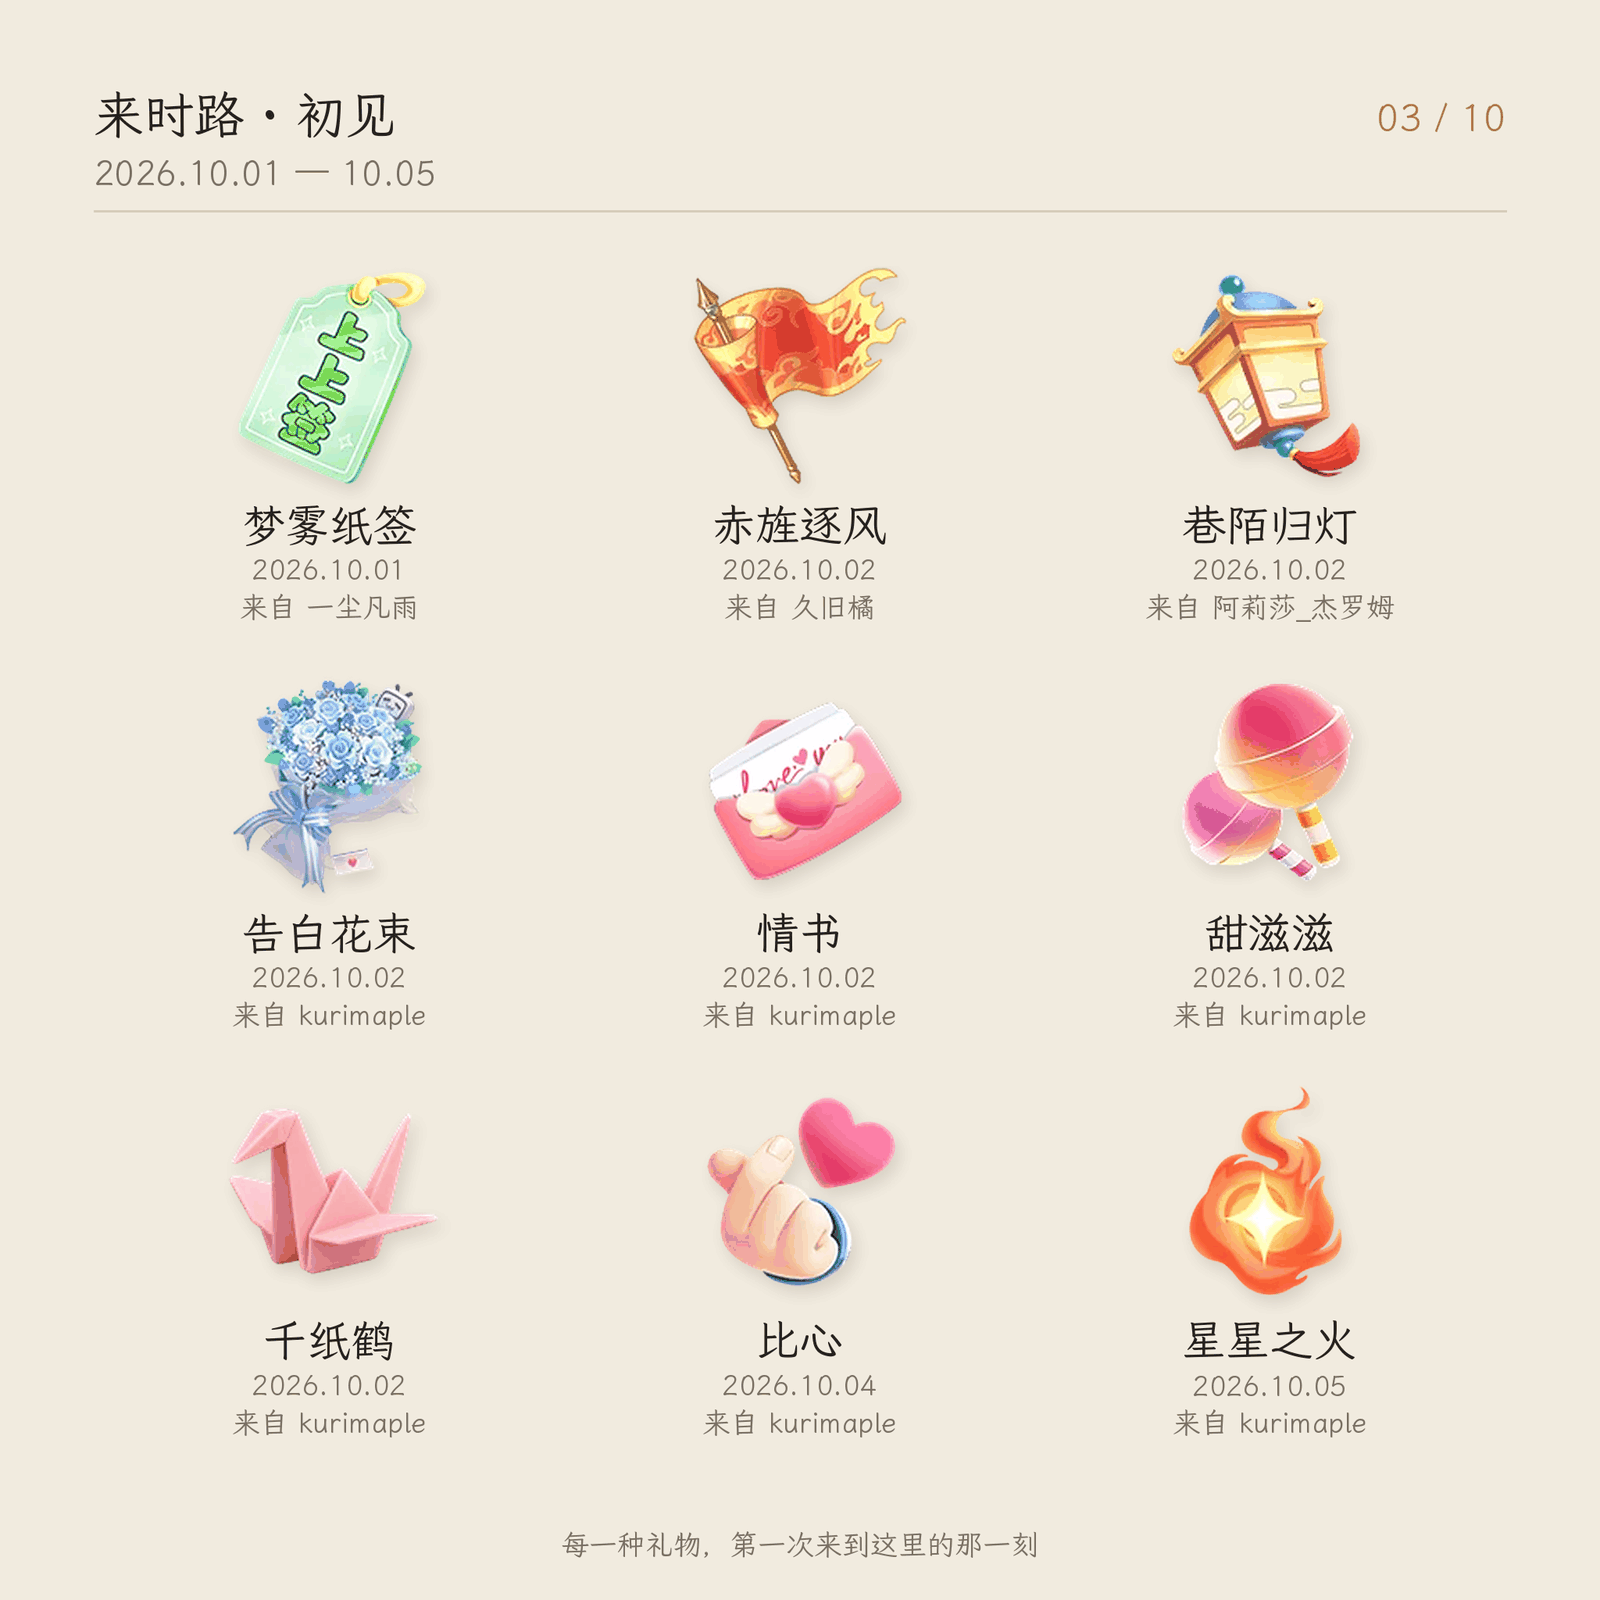 来时路·初见
03 / 10
2026.10.01 — 10.05
上上签
梦雾纸签
2026.10.01
来自 一尘凡雨
赤旌逐风
2026.10.02
来自 久旧橘
巷陌归灯
2026.10.02
来自 阿莉莎_杰罗姆
告白花束
2026.10.02
来自 kurimaple
love you
情书
2026.10.02
来自 kurimaple
甜滋滋
2026.10.02
来自 kurimaple
千纸鹤
2026.10.02
来自 kurimaple
比心
2026.10.04
来自 kurimaple
星星之火
2026.10.05
来自 kurimaple
每一种礼物，第一次来到这里的那一刻